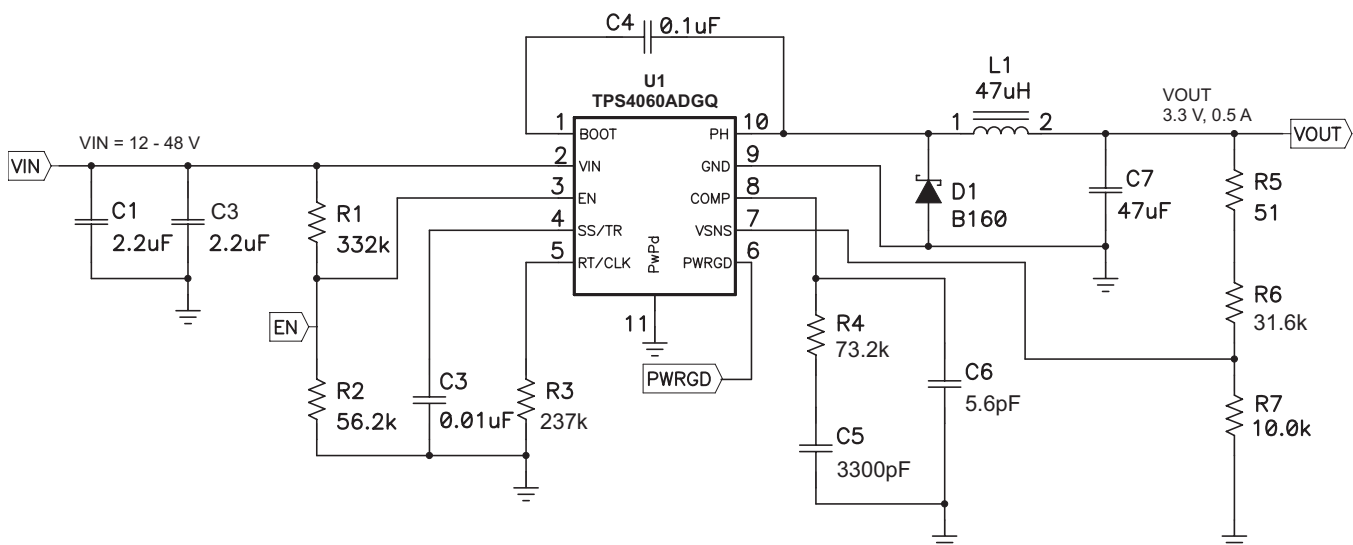 C4
0.1uF
U1
TPS4060ADGQ
L1
47uH
VOUT
3.3 V, 0.5 A
VIN = 12 - 48 V
VIN
1
BOOT
PH
10
1
2
VOUT
2
VIN
GND
9
3
EN
COMP
8
4
SS/TR
VSNS
7
5
RT/CLK
PWRGD
6
PwPd
11
C1
2.2uF
C3
2.2uF
R1
332k
D1
B160
C7
47uF
R5
51
EN
R6
31.6k
R4
73.2k
PWRGD
R2
56.2k
C3
0.01uF
R3
237k
C6
5.6pF
R7
10.0k
C5
3300pF